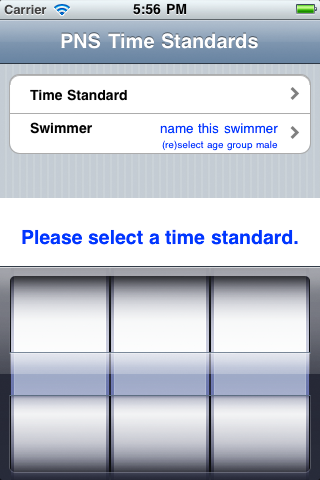 Carrier 5:56 PM
PNS Time Standards
Time Standard
Swimmer name this swimmer
(re)select age group male
Please select a time standard.